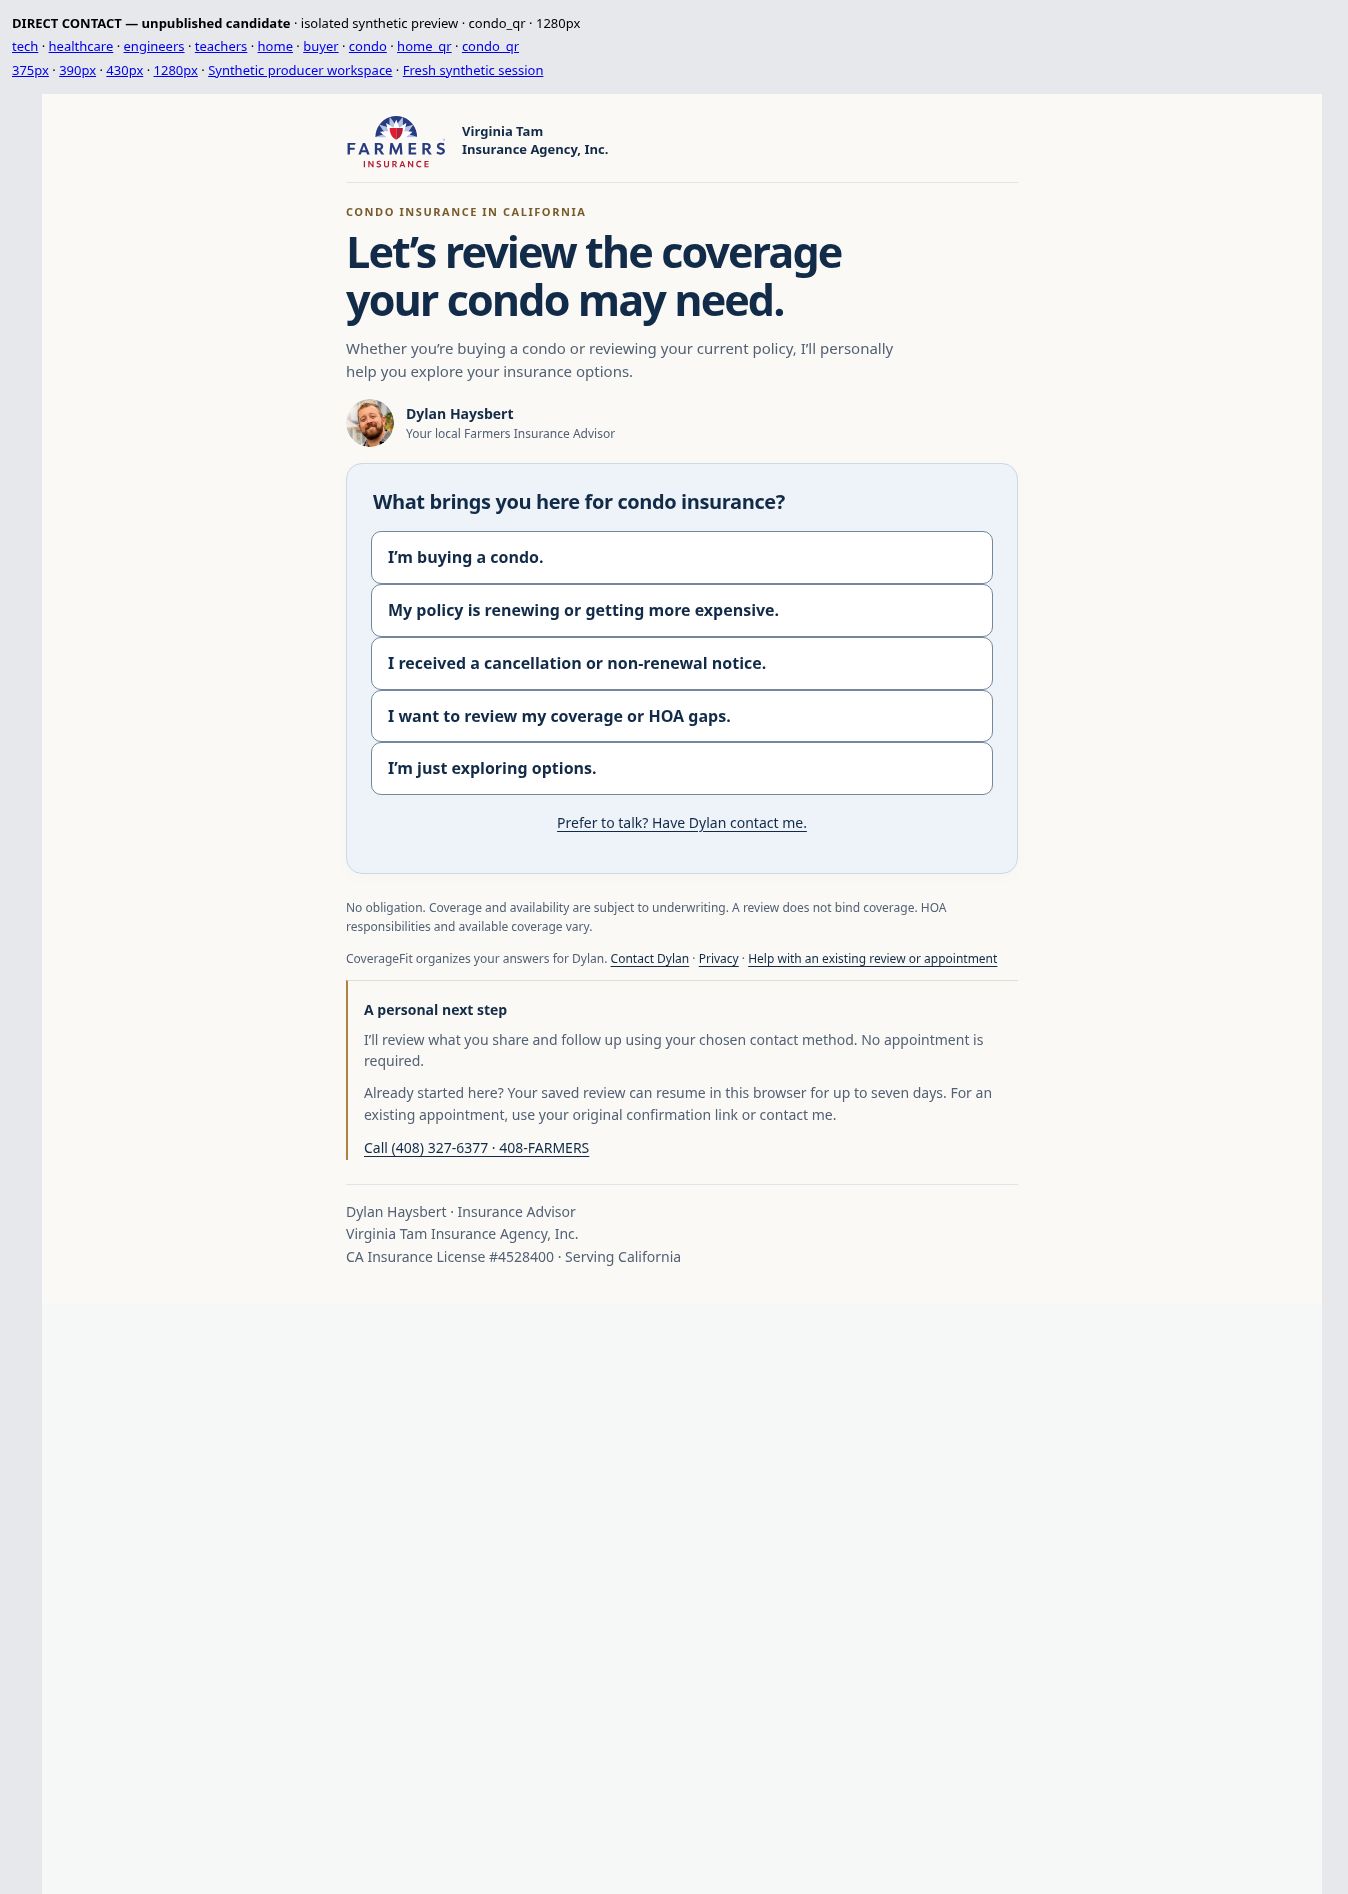 DIRECT CONTACT — unpublished candidate · isolated synthetic preview · condo_qr · 1280px
tech · healthcare · engineers · teachers · home · buyer · condo · home_qr · condo_qr
375px · 390px · 430px · 1280px · Synthetic producer workspace · Fresh synthetic session
FARMERS
INSURANCE
Virginia Tam
Insurance Agency, Inc.
CONDO INSURANCE IN CALIFORNIA
Let’s review the coverage
your condo may need.
Whether you’re buying a condo or reviewing your current policy, I’ll personally
help you explore your insurance options.
Dylan Haysbert
Your local Farmers Insurance Advisor
What brings you here for condo insurance?
I’m buying a condo.
My policy is renewing or getting more expensive.
I received a cancellation or non-renewal notice.
I want to review my coverage or HOA gaps.
I’m just exploring options.
Prefer to talk? Have Dylan contact me.
No obligation. Coverage and availability are subject to underwriting. A review does not bind coverage. HOA
responsibilities and available coverage vary.
CoverageFit organizes your answers for Dylan. Contact Dylan · Privacy · Help with an existing review or appointment
A personal next step
I’ll review what you share and follow up using your chosen contact method. No appointment is
required.
Already started here? Your saved review can resume in this browser for up to seven days. For an
existing appointment, use your original confirmation link or contact me.
Call (408) 327-6377 · 408-FARMERS
Dylan Haysbert · Insurance Advisor
Virginia Tam Insurance Agency, Inc.
CA Insurance License #4528400 · Serving California